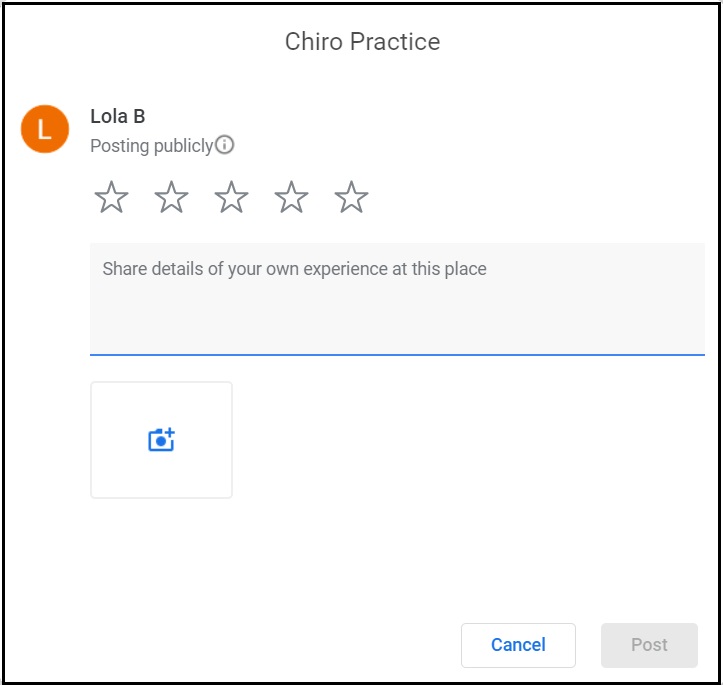 Chiro Practice
L
Lola B
Posting publicly
Share details of your own experience at this place
Cancel
Post